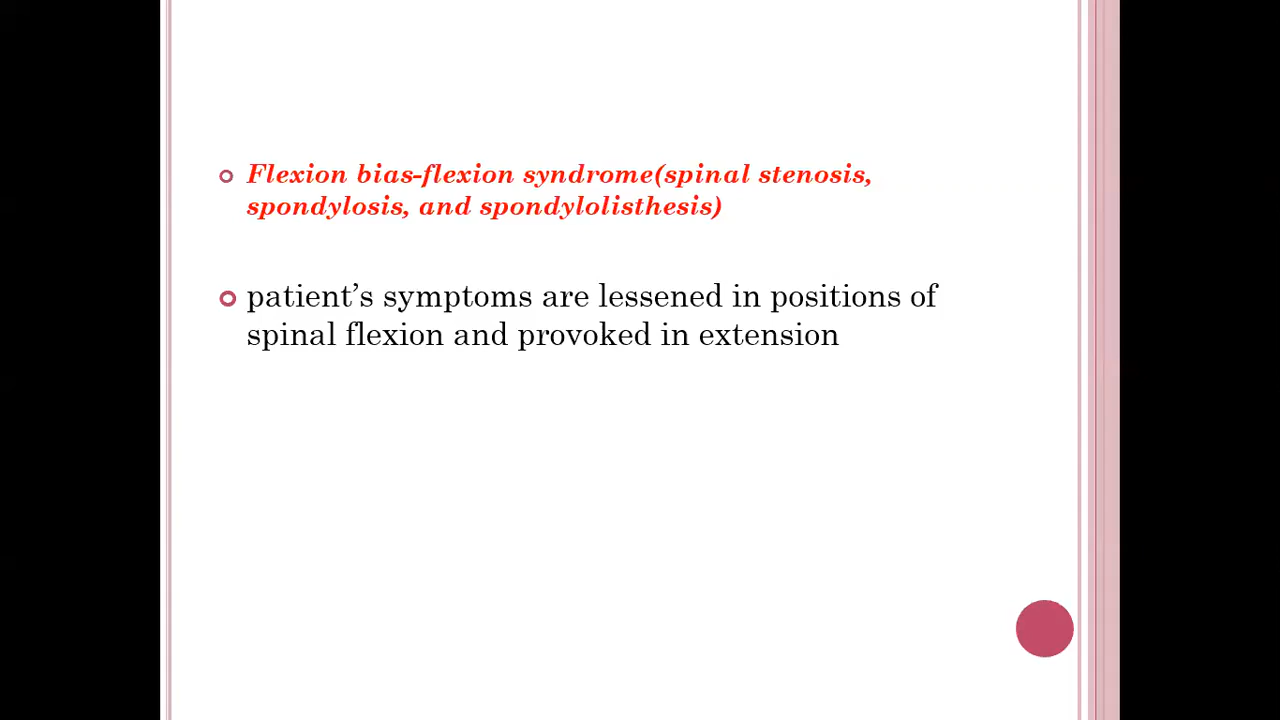 Flexion bias-flexion syndrome(spinal stenosis,
spondylosis, and spondylolisthesis)
patient’s symptoms are lessened in positions of
spinal flexion and provoked in extension